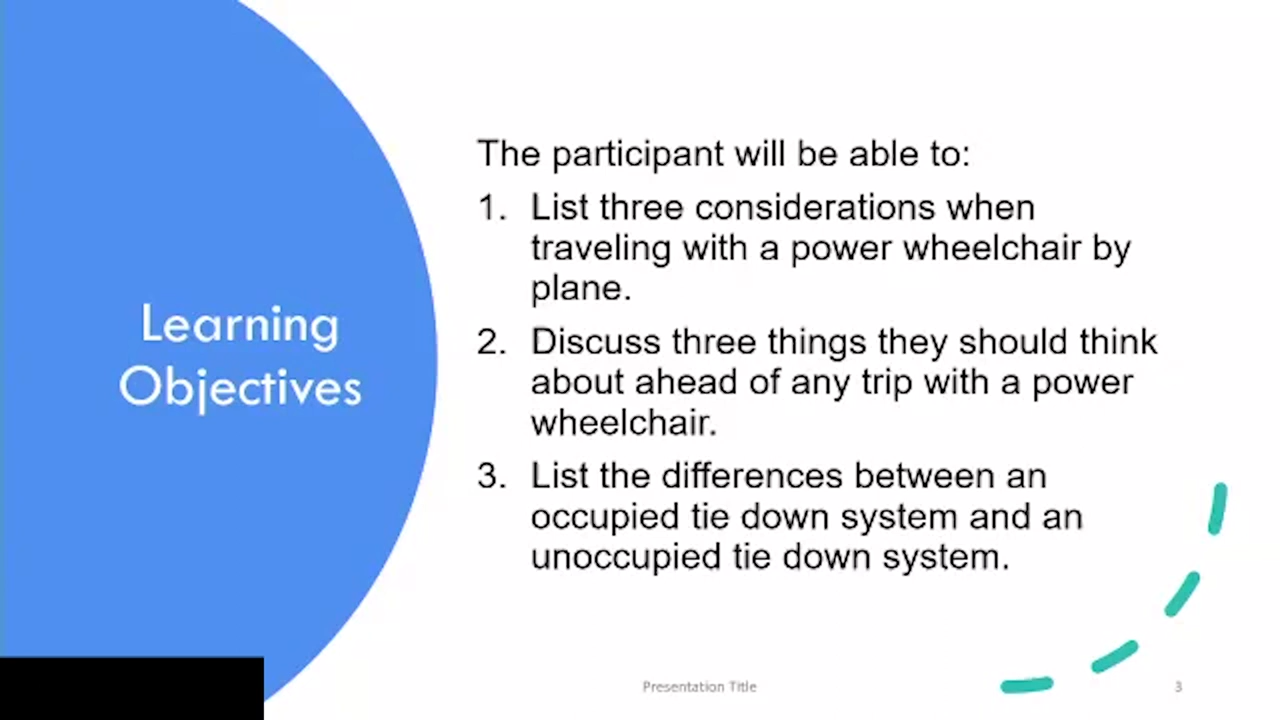 Learning
Objectives
The participant will be able to:
1. List three considerations when
traveling with a power wheelchair by
plane.
2. Discuss three things they should think
about ahead of any trip with a power
wheelchair.
3. List the differences between an
occupied tie down system and an
unoccupied tie down system.
Presentation Title
3